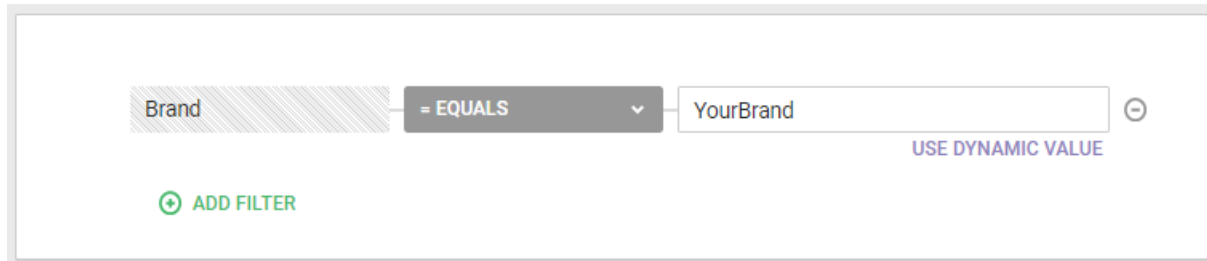 Brand = EQUALS YourBrand
USE DYNAMIC VALUE
ADD FILTER